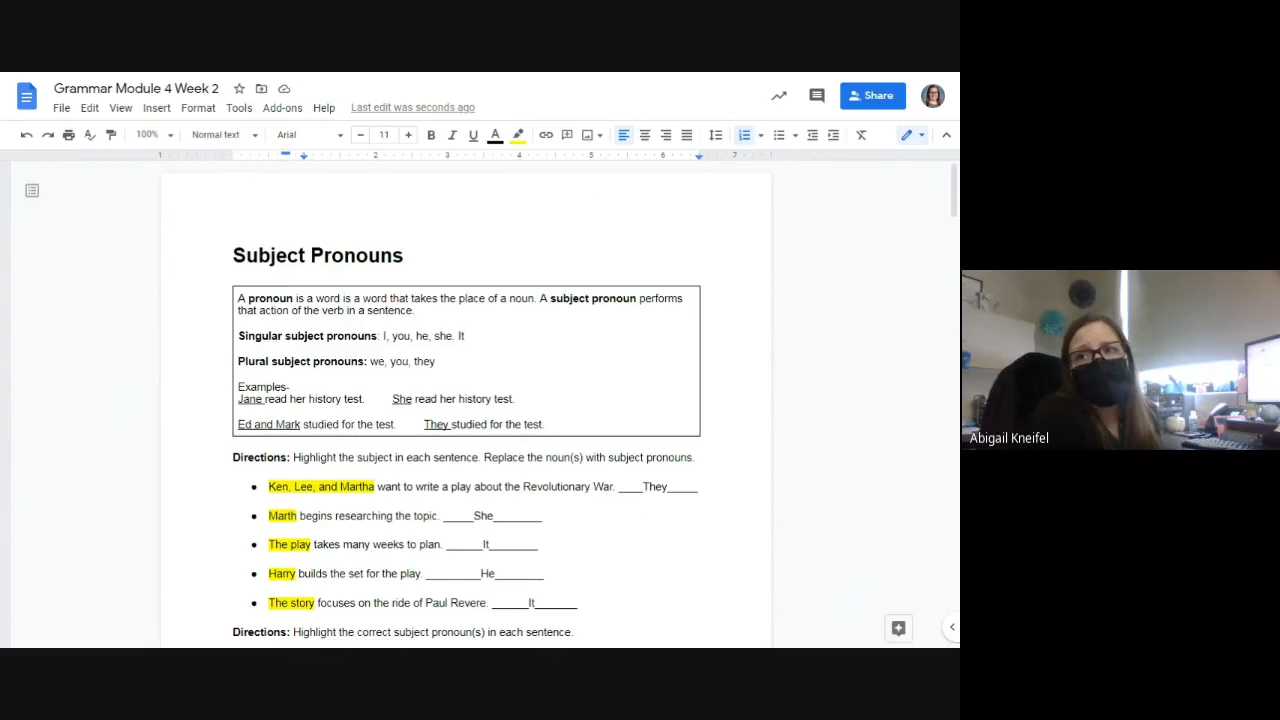 Grammar Module 4 Week 2
File Edit View Insert Format Tools Add-ons Help Last edit was seconds ago
Share
100% Normal text Arial 11 B I U A
1 1 2 3 4 5 6 7
Subject Pronouns
A pronoun is a word is a word that takes the place of a noun. A subject pronoun performs
that action of the verb in a sentence.
Singular subject pronouns: I, you, he, she. It
Plural subject pronouns: we, you, they
Examples-
Jane read her history test. She read her history test.
Ed and Mark studied for the test. They studied for the test.
Directions: Highlight the subject in each sentence. Replace the noun(s) with subject pronouns.
● Ken, Lee, and Martha want to write a play about the Revolutionary War. ____They_____
● Marth begins researching the topic. _____She________
● The play takes many weeks to plan. ______It________
● Harry builds the set for the play. _________He________
● The story focuses on the ride of Paul Revere. ______It_______
Directions: Highlight the correct subject pronoun(s) in each sentence.
Abigail Kneifel